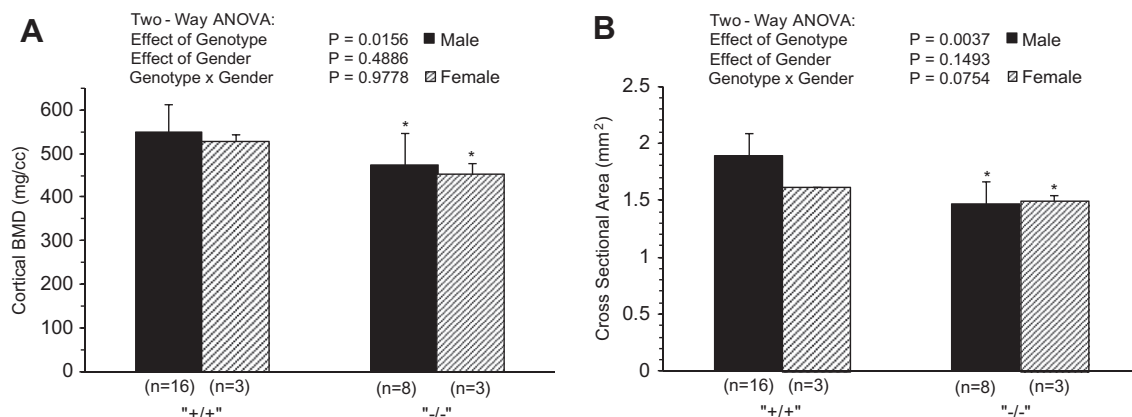 A
Two - Way ANOVA:
Effect of Genotype P = 0.0156 Male
Effect of Gender P = 0.4886
Genotype x Gender P = 0.9778 Female
Cortical BMD (mg/cc)
600
500
400
300
200
100
0
* *
(n=16) (n=3) (n=8) (n=3)
"+/+" "-/-"
B
Two - Way ANOVA:
Effect of Genotype P = 0.0037 Male
Effect of Gender P = 0.1493
Genotype x Gender P = 0.0754 Female
Cross Sectional Area (mm²)
2.5
2
1.5
1
0.5
0
* *
(n=16) (n=3) (n=8) (n=3)
"+/+" "-/-"